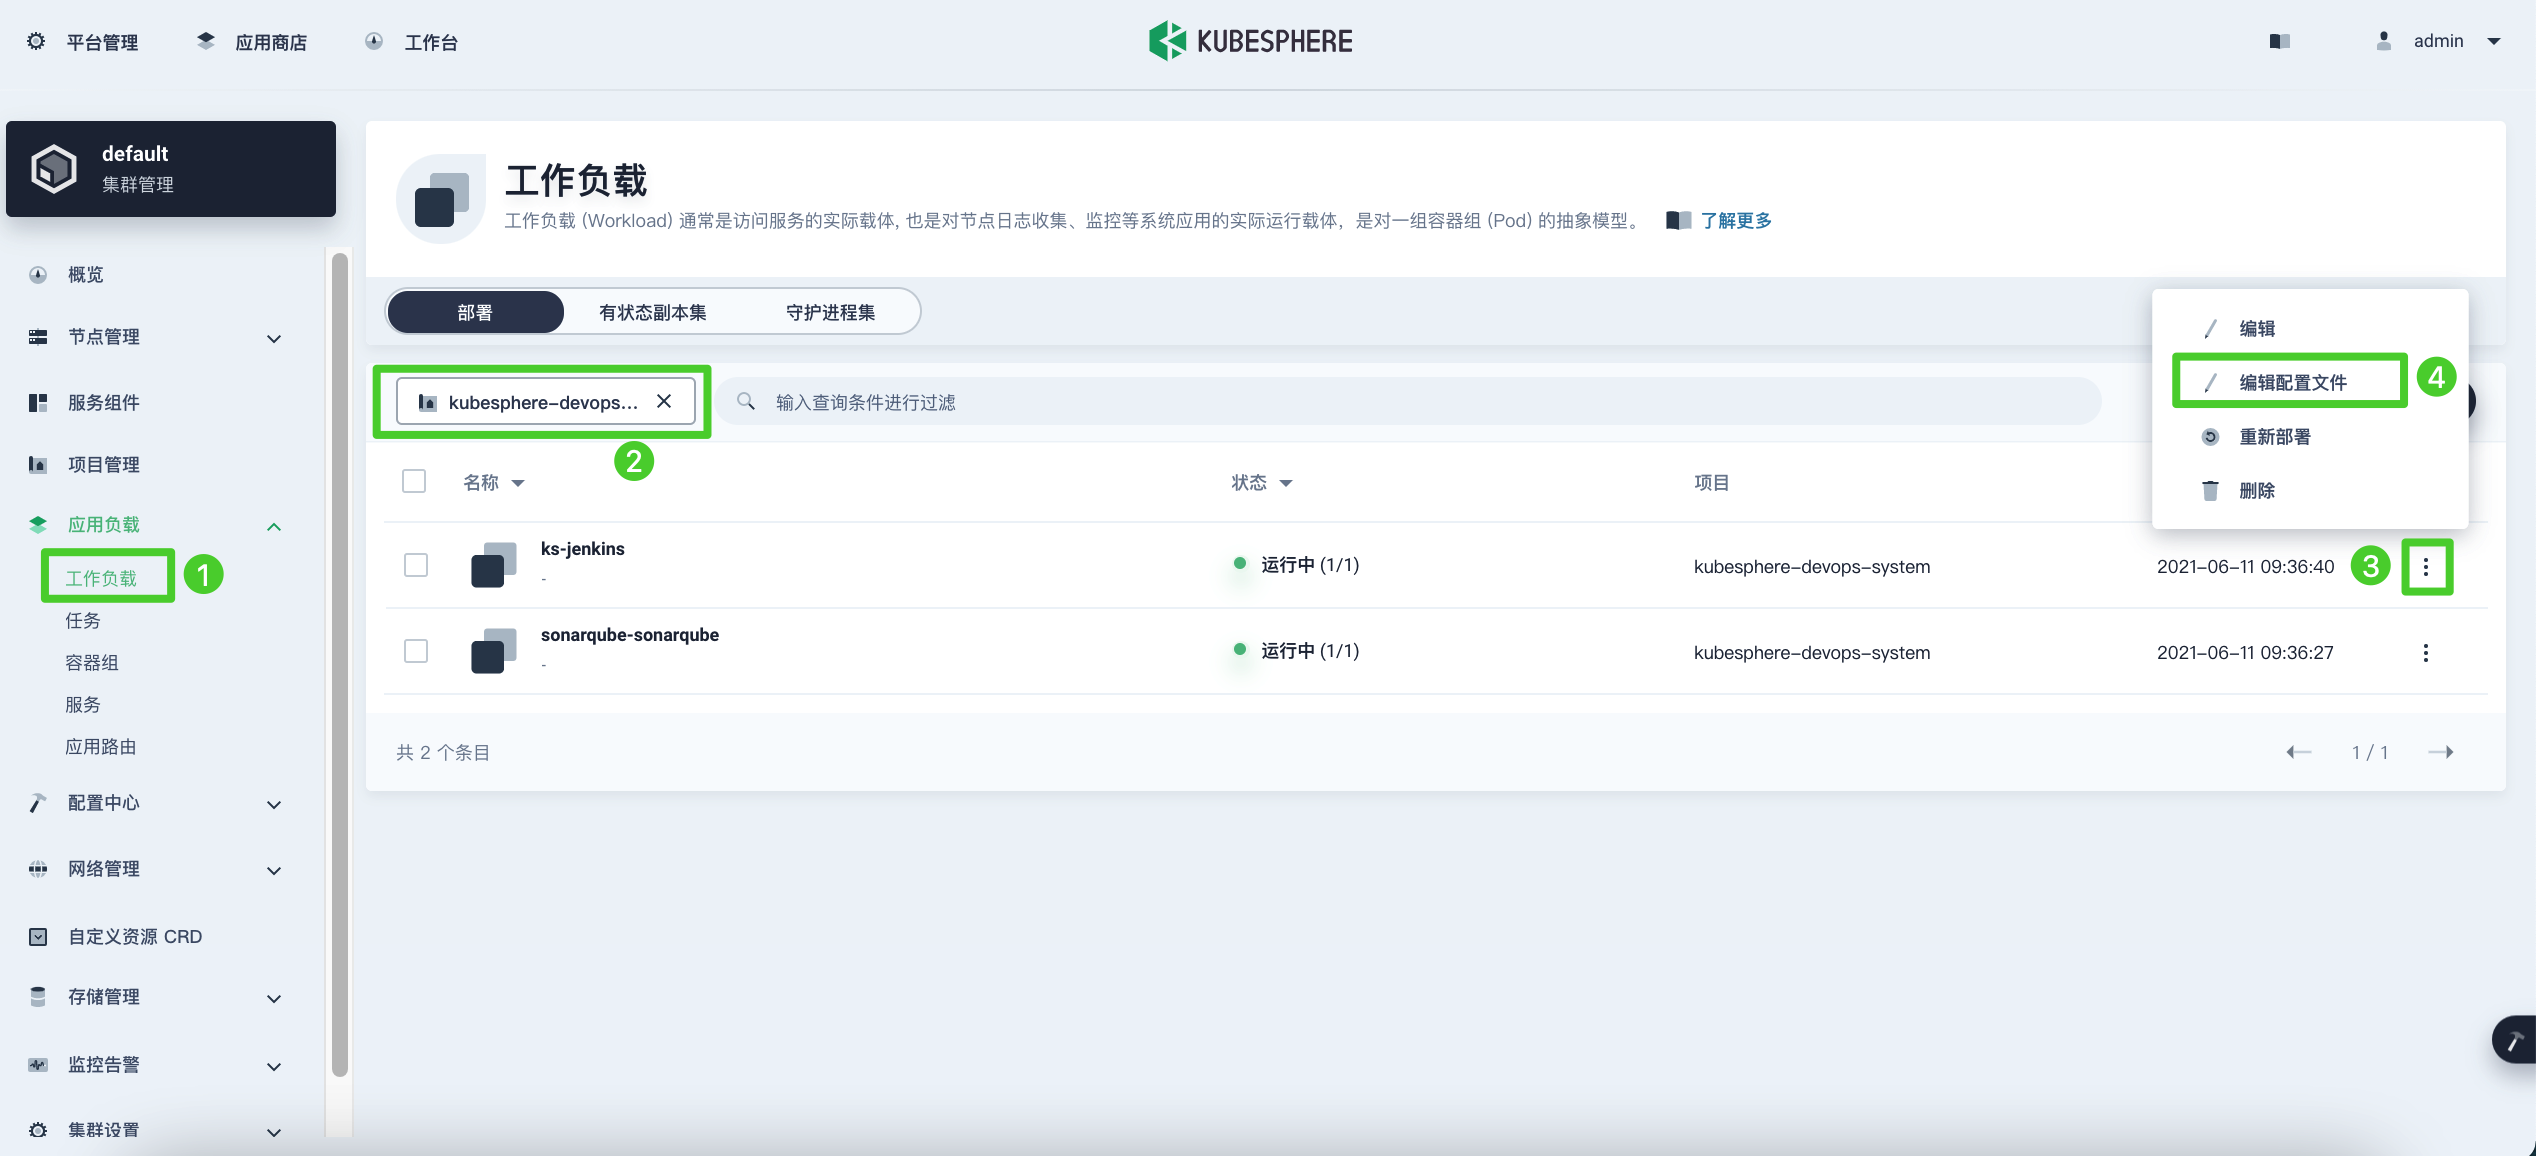 平台管理
应用商店
工作台
KUBESPHERE
admin
default
集群管理
概览
节点管理
服务组件
项目管理
应用负载
工作负载
1
任务
容器组
服务
应用路由
配置中心
网络管理
自定义资源 CRD
存储管理
监控告警
集群设置
工作负载
工作负载 (Workload) 通常是访问服务的实际载体, 也是对节点日志收集、监控等系统应用的实际运行载体，是对一组容器组 (Pod) 的抽象模型。
了解更多
部署
有状态副本集
守护进程集
kubesphere-devops...
2
输入查询条件进行过滤
编辑
编辑配置文件
4
重新部署
删除
名称
状态
项目
ks-jenkins
-
运行中 (1/1)
kubesphere-devops-system
2021-06-11 09:36:40
3
sonarqube-sonarqube
-
运行中 (1/1)
kubesphere-devops-system
2021-06-11 09:36:27
共 2 个条目
1 / 1